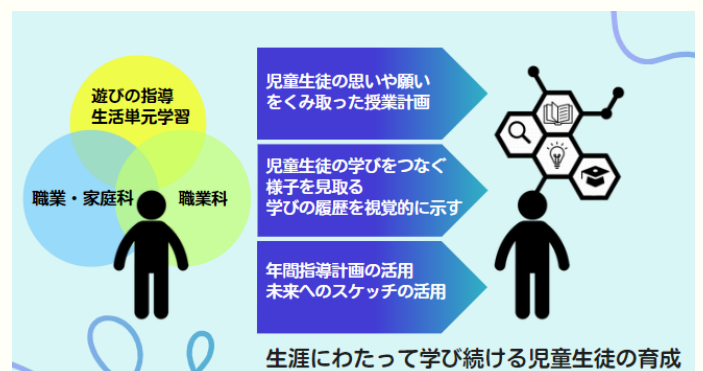 遊びの指導
生活単元学習
職業・家庭科
職業科
児童生徒の思いや願い
をくみ取った授業計画
児童生徒の学びをつなぐ
様子を見取る
学びの履歴を視覚的に示す
年間指導計画の活用
未来へのスケッチの活用
生涯にわたって学び続ける児童生徒の育成